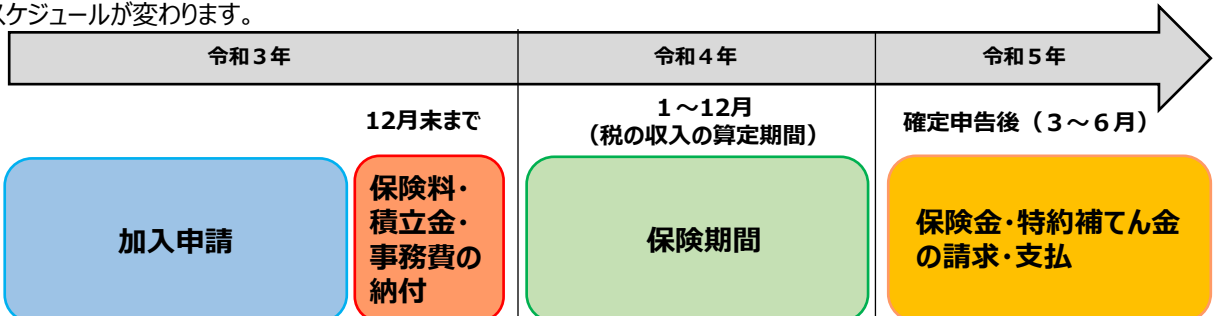 スケジュールが変わります。
令和３年
令和４年
令和５年
12月末まで
１～12月
（税の収入の算定期間）
確定申告後（３～６月）
加入申請
保険料・
積立金・
事務費の
納付
保険期間
保険金・特約補てん金
の請求・支払